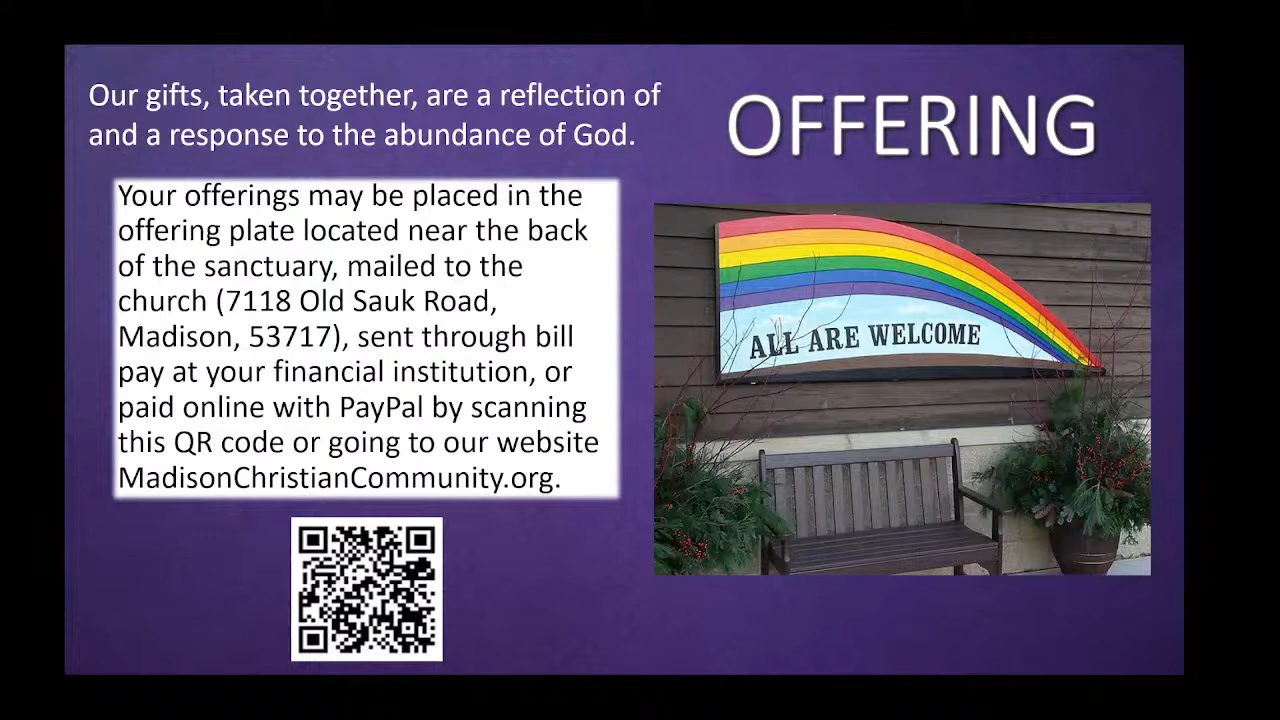 Our gifts, taken together, are a reflection of
and a response to the abundance of God.
OFFERING
Your offerings may be placed in the
offering plate located near the back
of the sanctuary, mailed to the
church (7118 Old Sauk Road,
Madison, 53717), sent through bill
pay at your financial institution, or
paid online with PayPal by scanning
this QR code or going to our website
MadisonChristianCommunity.org.
ALL ARE WELCOME